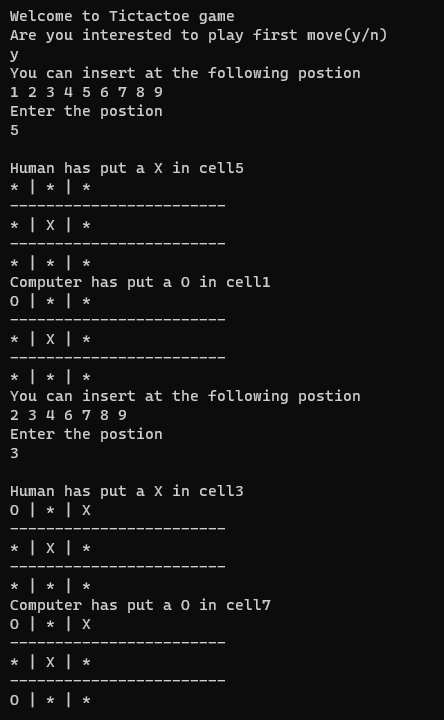 Welcome to Tictactoe game
Are you interested to play first move(y/n)
y
You can insert at the following postion
1 2 3 4 5 6 7 8 9
Enter the postion
5
Human has put a X in cell5
* | * | *
------------------------
* | X | *
------------------------
* | * | *
Computer has put a O in cell1
O | * | *
------------------------
* | X | *
------------------------
* | * | *
You can insert at the following postion
2 3 4 6 7 8 9
Enter the postion
3
Human has put a X in cell3
O | * | X
------------------------
* | X | *
------------------------
* | * | *
Computer has put a O in cell7
O | * | X
------------------------
* | X | *
------------------------
O | * | *